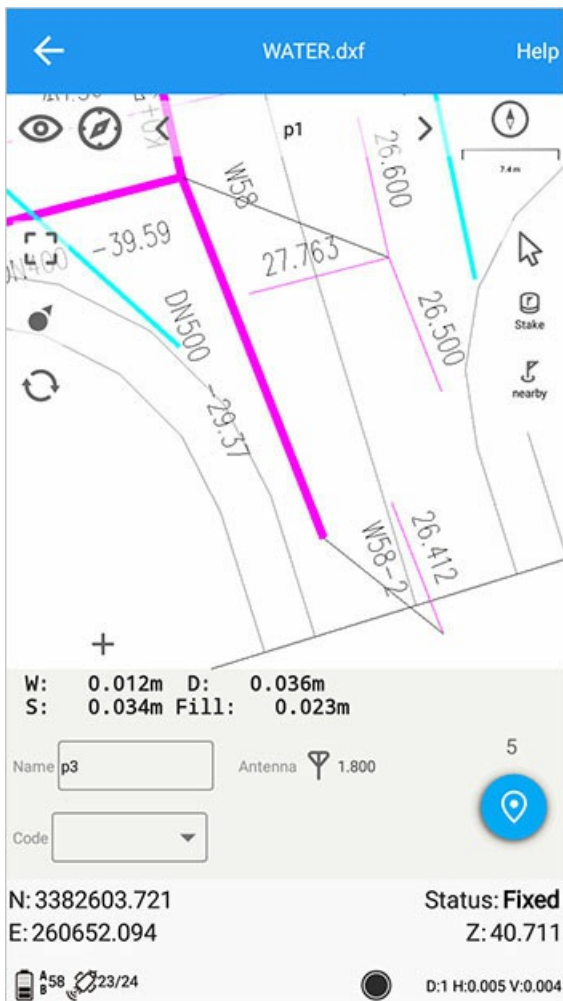 WATER.dxf Help
p1
W58
26.600
7.4 m
-39.59
27.763
DN500
26.500
Stake
nearby
-29.37
W58-2
26.412
W: 0.012m D: 0.036m
S: 0.034m Fill: 0.023m
5
Name p3 Antenna 1.800
Code
N: 3382603.721 Status: Fixed
E: 260652.094 Z: 40.711
A
B 58 23/24 D:1 H:0.005 V:0.004